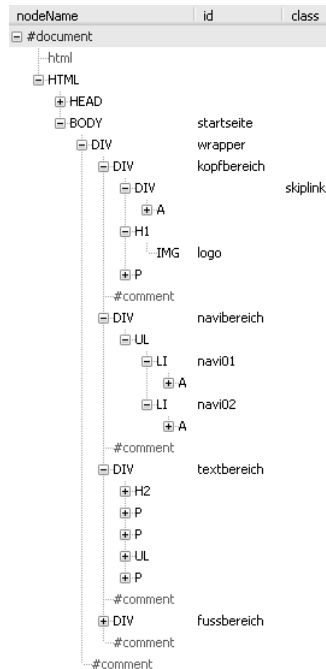 nodeName id class
#document
html
HTML
HEAD
BODY startseite
DIV wrapper
DIV kopfbereich
DIV skiplink
A
H1
IMG logo
P
#comment
DIV navibereich
UL
LI navi01
A
LI navi02
A
#comment
DIV textbereich
H2
P
P
UL
P
#comment
DIV fussbereich
#comment
#comment